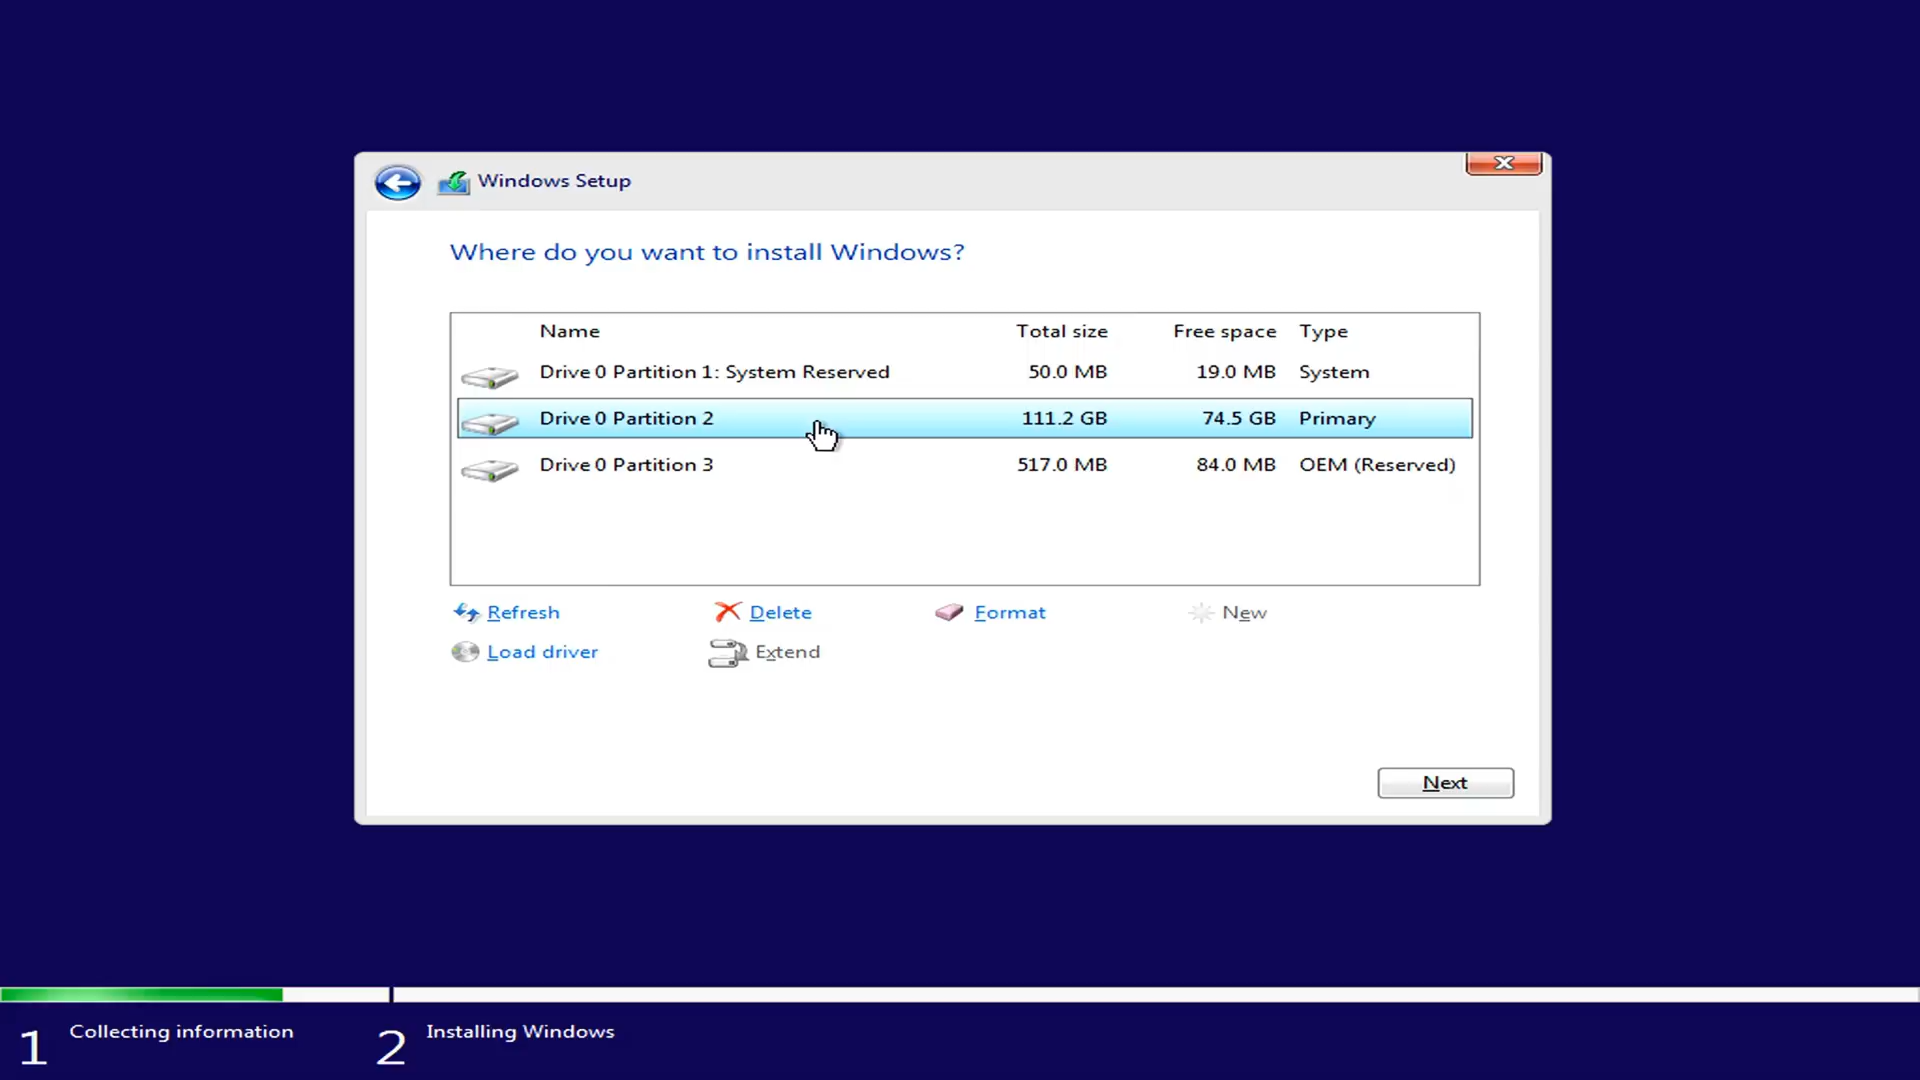 Windows Setup
Where do you want to install Windows?
Name Total size Free space Type
Drive 0 Partition 1: System Reserved 50.0 MB 19.0 MB System
Drive 0 Partition 2 111.2 GB 74.5 GB Primary
Drive 0 Partition 3 517.0 MB 84.0 MB OEM (Reserved)
Refresh Delete Format New
Load driver Extend
Next
1 Collecting information 2 Installing Windows